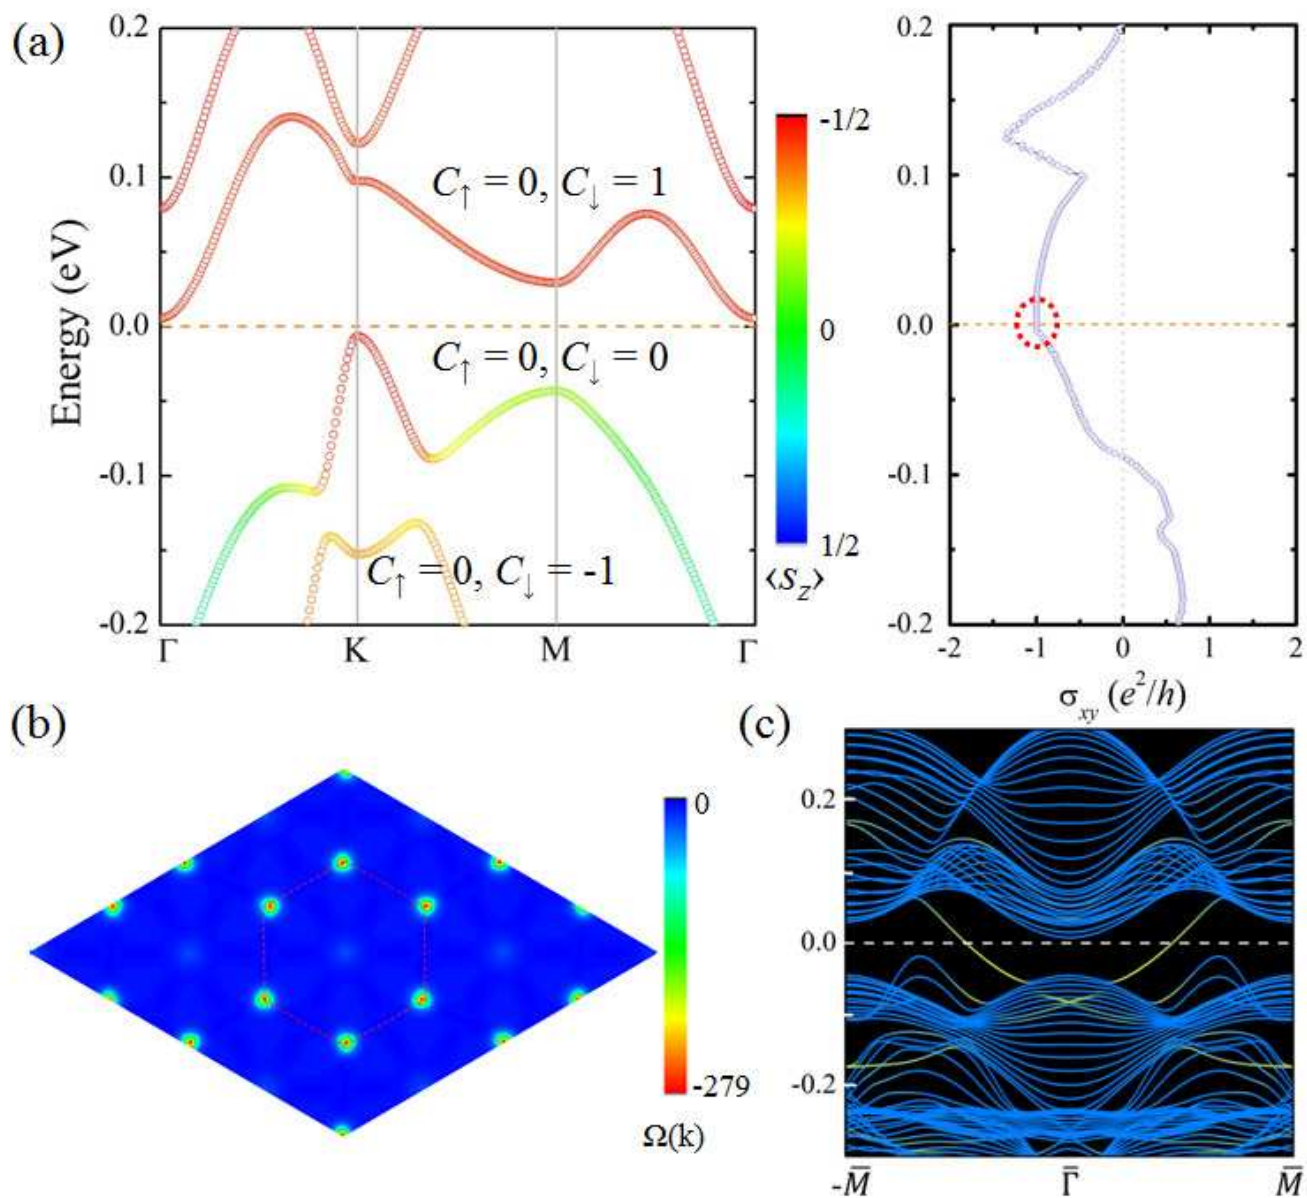 (a)
Energy (eV)
0.2
0.1
0.0
-0.1
-0.2
Γ K M Γ
C↑ = 0, C↓ = 1
C↑ = 0, C↓ = 0
C↑ = 0, C↓ = -1
-1/2
0
1/2
⟨s_z⟩
0.2
0.1
0.0
-0.1
-0.2
-2 -1 0 1 2
σ_xy (e²/h)
(b)
0
-279
Ω(k)
(c)
0.2
0.0
-0.2
-M̅ Γ̅ M̅